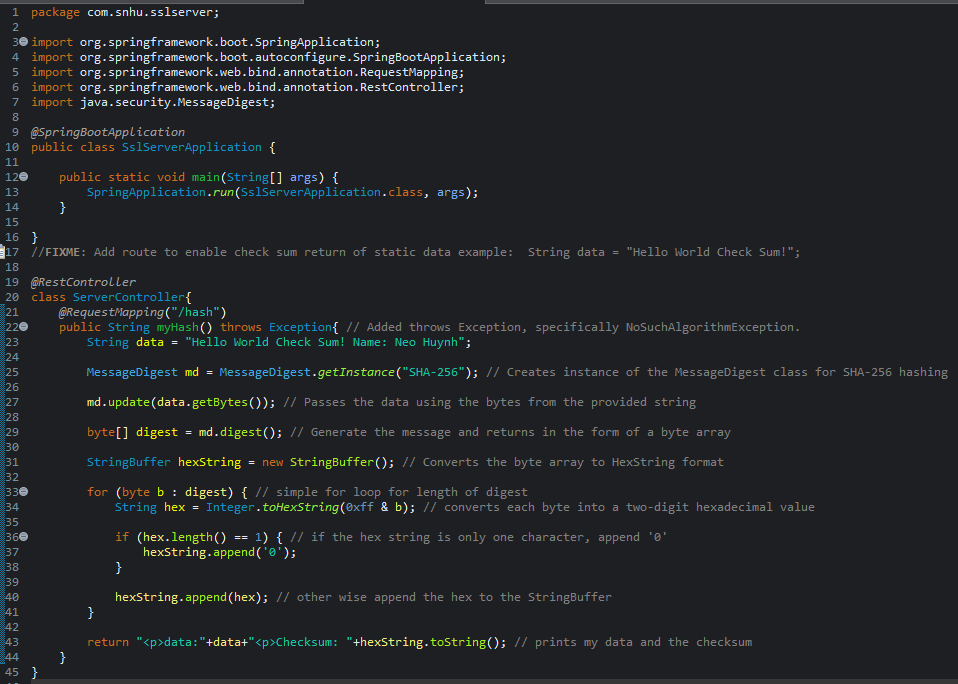 1 package com.snhu.sslserver;
2
3 import org.springframework.boot.SpringApplication;
4 import org.springframework.boot.autoconfigure.SpringBootApplication;
5 import org.springframework.web.bind.annotation.RequestMapping;
6 import org.springframework.web.bind.annotation.RestController;
7 import java.security.MessageDigest;
8
9 @SpringBootApplication
10 public class SslServerApplication {
11
12     public static void main(String[] args) {
13         SpringApplication.run(SslServerApplication.class, args);
14     }
15
16 }
17 //FIXME: Add route to enable check sum return of static data example:  String data = "Hello World Check Sum!";
18
19 @RestController
20 class ServerController{
21     @RequestMapping("/hash")
22     public String myHash() throws Exception{ // Added throws Exception, specifically NoSuchAlgorithmException.
23         String data = "Hello World Check Sum! Name: Neo Huynh";
24
25         MessageDigest md = MessageDigest.getInstance("SHA-256"); // Creates instance of the MessageDigest class for SHA-256 hashing
26
27         md.update(data.getBytes()); // Passes the data using the bytes from the provided string
28
29         byte[] digest = md.digest(); // Generate the message and returns in the form of a byte array
30
31         StringBuffer hexString = new StringBuffer(); // Converts the byte array to HexString format
32
33         for (byte b : digest) { // simple for loop for length of digest
34             String hex = Integer.toHexString(0xff & b); // converts each byte into a two-digit hexadecimal value
35
36             if (hex.length() == 1) { // if the hex string is only one character, append '0'
37                 hexString.append('0');
38             }
39
40             hexString.append(hex); // other wise append the hex to the StringBuffer
41         }
42
43         return "<p>data:"+data+"<p>Checksum: "+hexString.toString(); // prints my data and the checksum
44     }
45 }